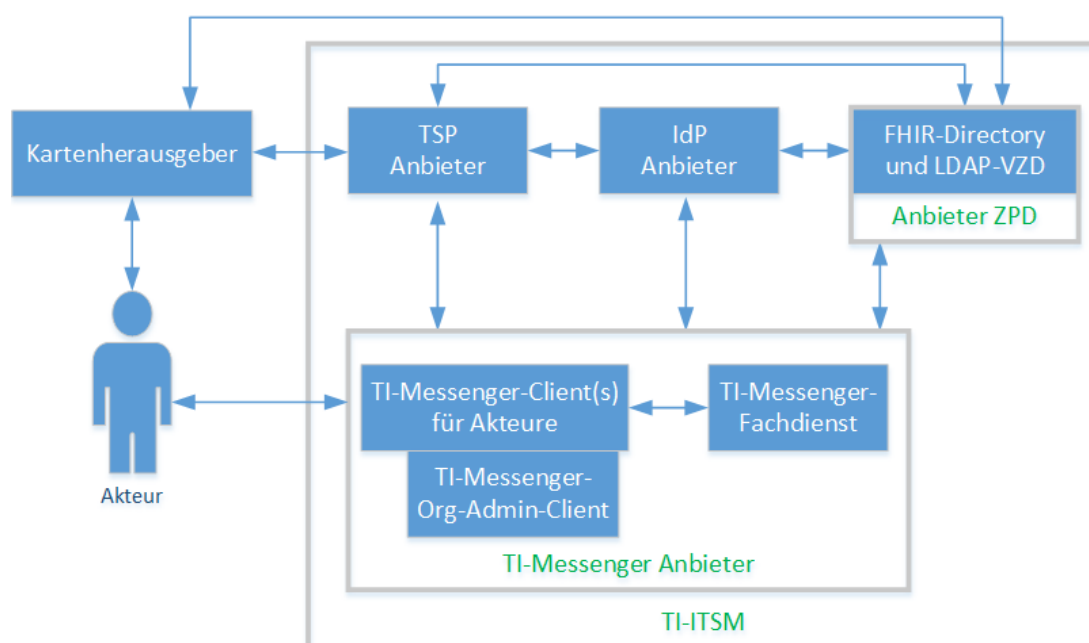 Kartenherausgeber
TSP
Anbieter
IdP
Anbieter
FHIR-Directory
und LDAP-VZD
Anbieter ZPD
Akteur
TI-Messenger-Client(s)
für Akteure
TI-Messenger-
Fachdienst
TI-Messenger-
Org-Admin-Client
TI-Messenger Anbieter
TI-ITSM